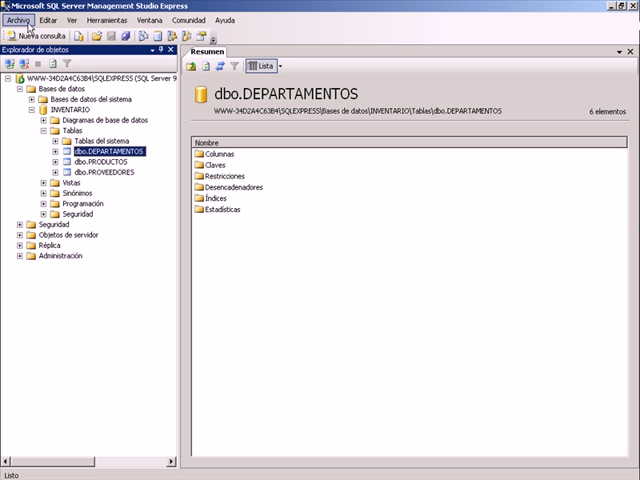 Microsoft SQL Server Management Studio Express
Archivo Editar Ver Herramientas Ventana Comunidad Ayuda
Nueva consulta
Explorador de objetos
WWW-34D2A4C63B4\SQLEXPRESS (SQL Server 9
Bases de datos
Bases de datos del sistema
INVENTARIO
Diagramas de base de datos
Tablas
Tablas del sistema
dbo.DEPARTAMENTOS
dbo.PRODUCTOS
dbo.PROVEEDORES
Vistas
Sinónimos
Programación
Seguridad
Seguridad
Objetos de servidor
Réplica
Administración
Resumen
Lista
dbo.DEPARTAMENTOS
WWW-34D2A4C63B4\SQLEXPRESS\Bases de datos\INVENTARIO\Tablas\dbo.DEPARTAMENTOS
6 elementos
Nombre
Columnas
Claves
Restricciones
Desencadenadores
Índices
Estadísticas
Listo